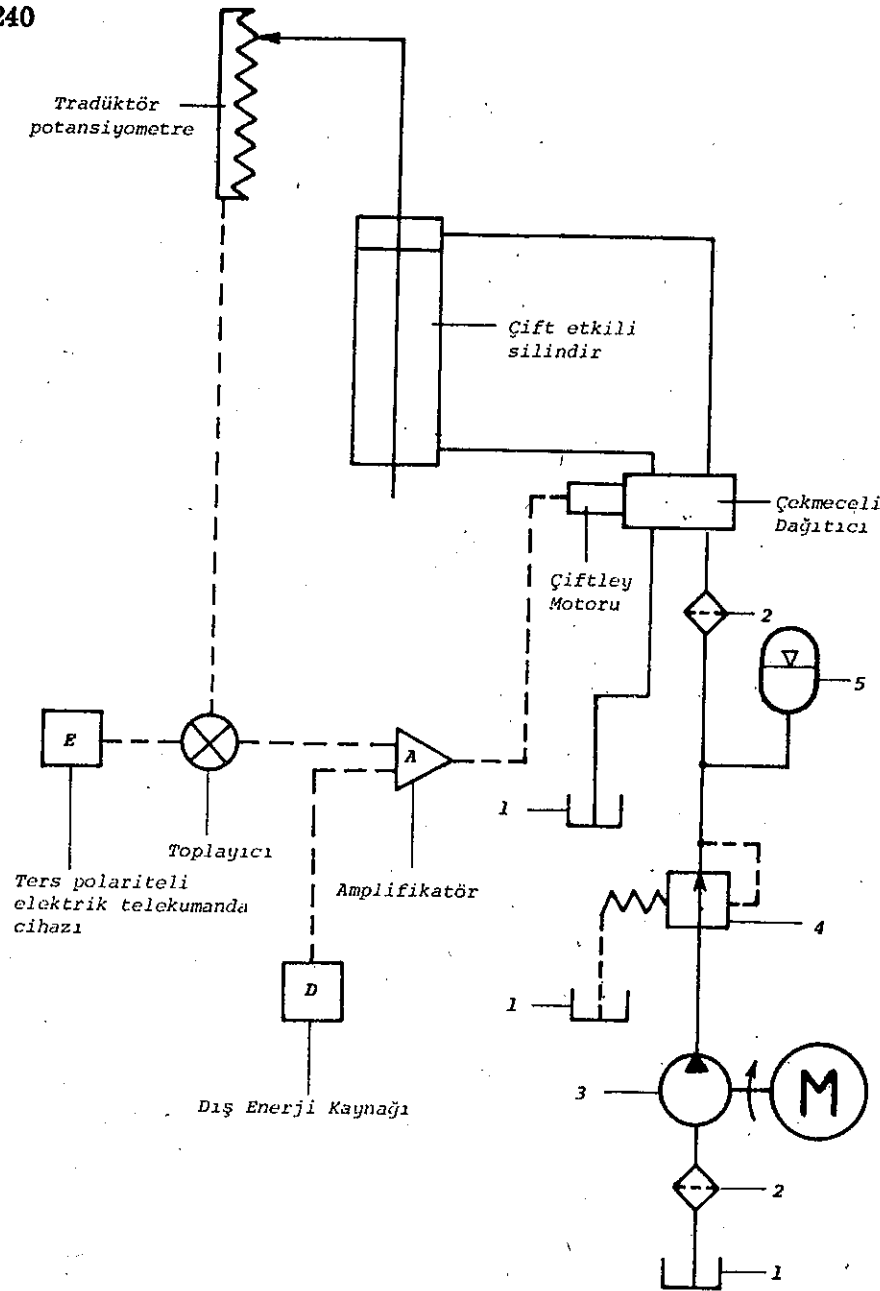 240
Tradüktör
potansiyometre
Çift etkili
silindir
Çekmeceli
Dağıtıcı
Çiftley
Motoru
2
5
E
A
1
Toplayıcı
Amplifikatör
Ters polariteli
elektrik telekumanda
cihazı
4
D
1
3
M
Dış Enerji Kaynağı
2
1